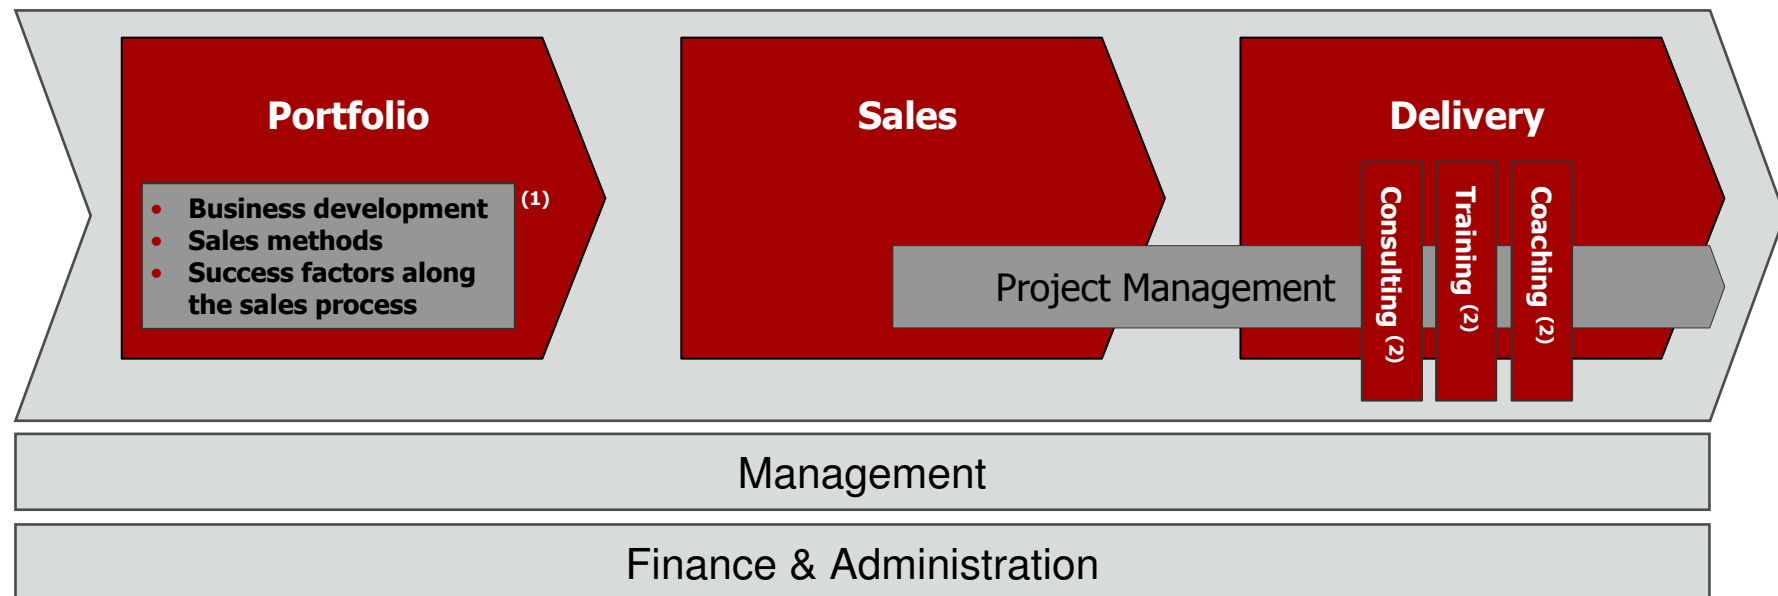 Portfolio
Sales
Delivery
• Business development (1)
• Sales methods
• Success factors along
the sales process
Project Management
Consulting (2)
Training (2)
Coaching (2)
Management
Finance & Administration